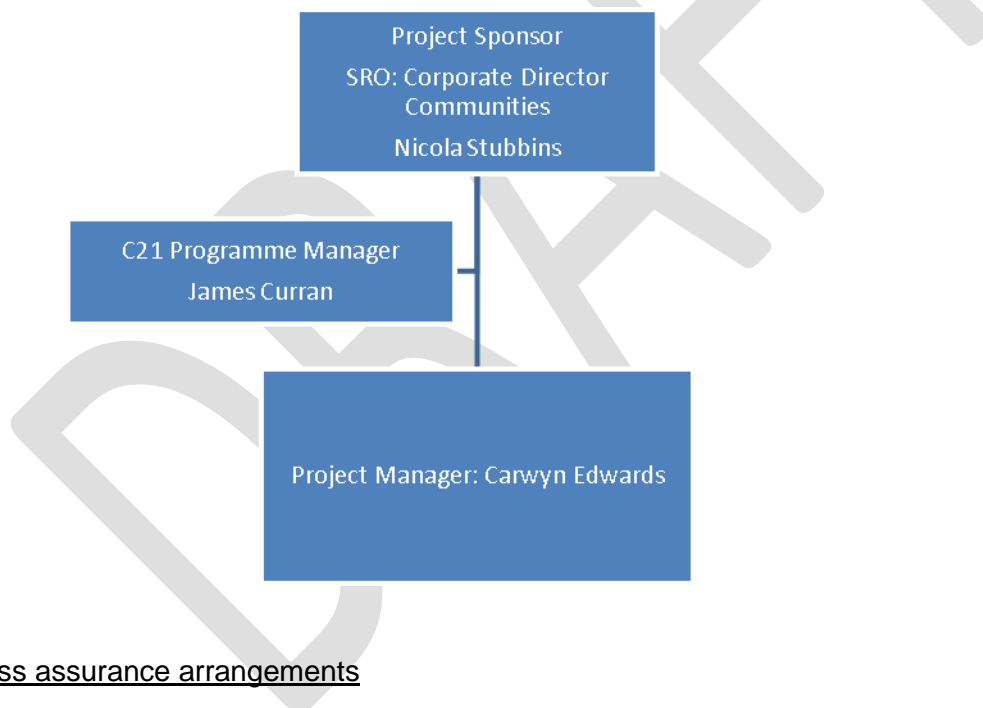 Project Sponsor
SRO: Corporate Director
Communities
Nicola Stubbins
C21 Programme Manager
James Curran
Project Manager: Carwyn Edwards
ss assurance arrangements
DRAFT